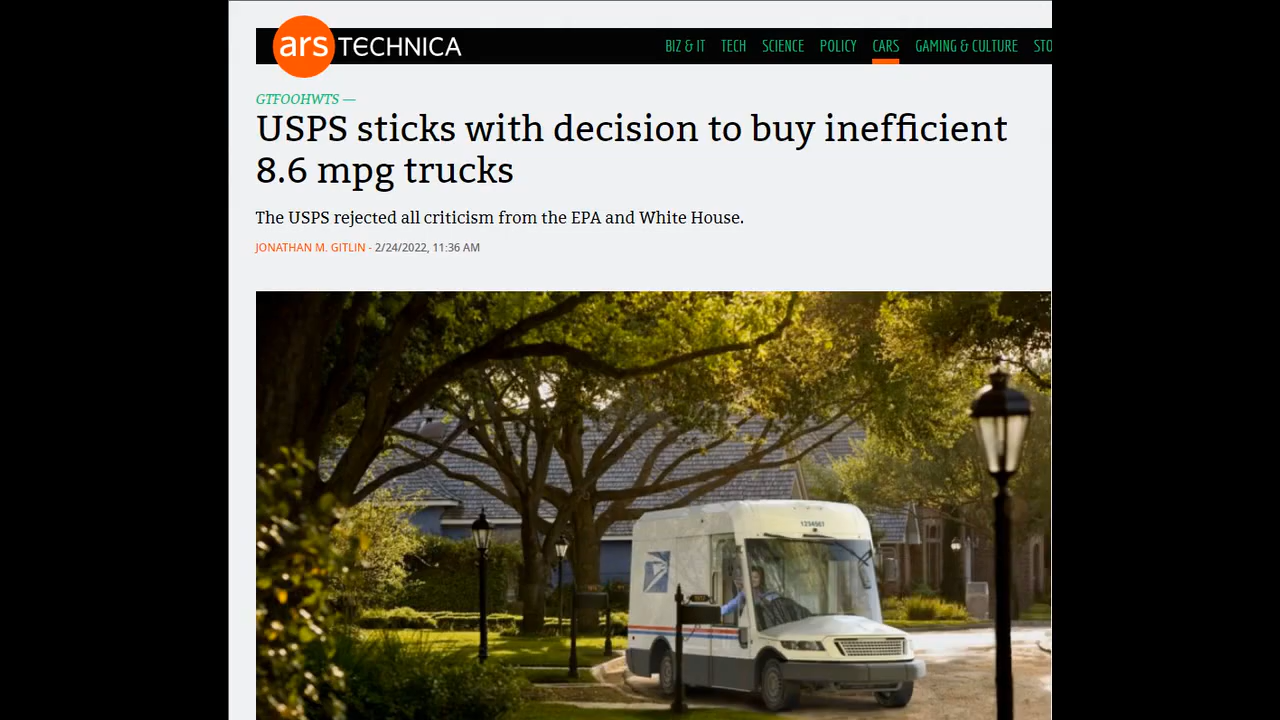 ars TECHNICA
BIZ & IT TECH SCIENCE POLICY CARS GAMING & CULTURE STO
GTFOOHWTS —
USPS sticks with decision to buy inefficient
8.6 mpg trucks
The USPS rejected all criticism from the EPA and White House.
JONATHAN M. GITLIN - 2/24/2022, 11:36 AM
1234567